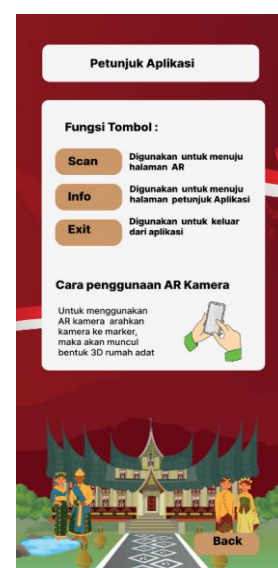 Petunjuk Aplikasi
Fungsi Tombol :
Scan
Digunakan untuk menuju
halaman AR
Info
Digunakan untuk menuju
halaman petunjuk Aplikasi
Exit
Digunakan untuk keluar
dari aplikasi
Cara penggunaan AR Kamera
Untuk menggunakan
AR kamera arahkan
kamera ke marker,
maka akan muncul
bentuk 3D rumah adat
Back